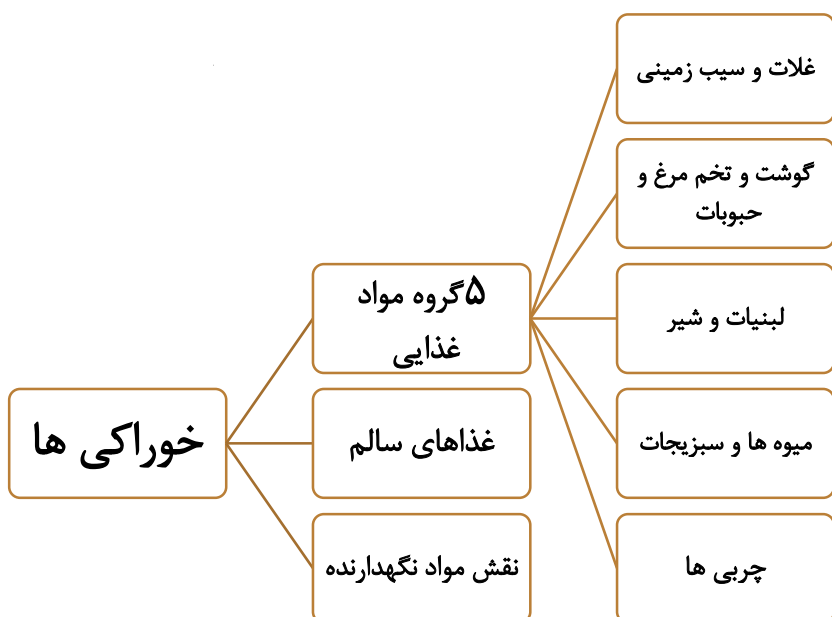 خوراکی ها
۵گروه مواد
غذایی
غذاهای سالم
نقش مواد نگهدارنده
غلات و سیب زمینی
گوشت و تخم مرغ و
حبوبات
لبنیات و شیر
میوه ها و سبزیجات
چربی ها